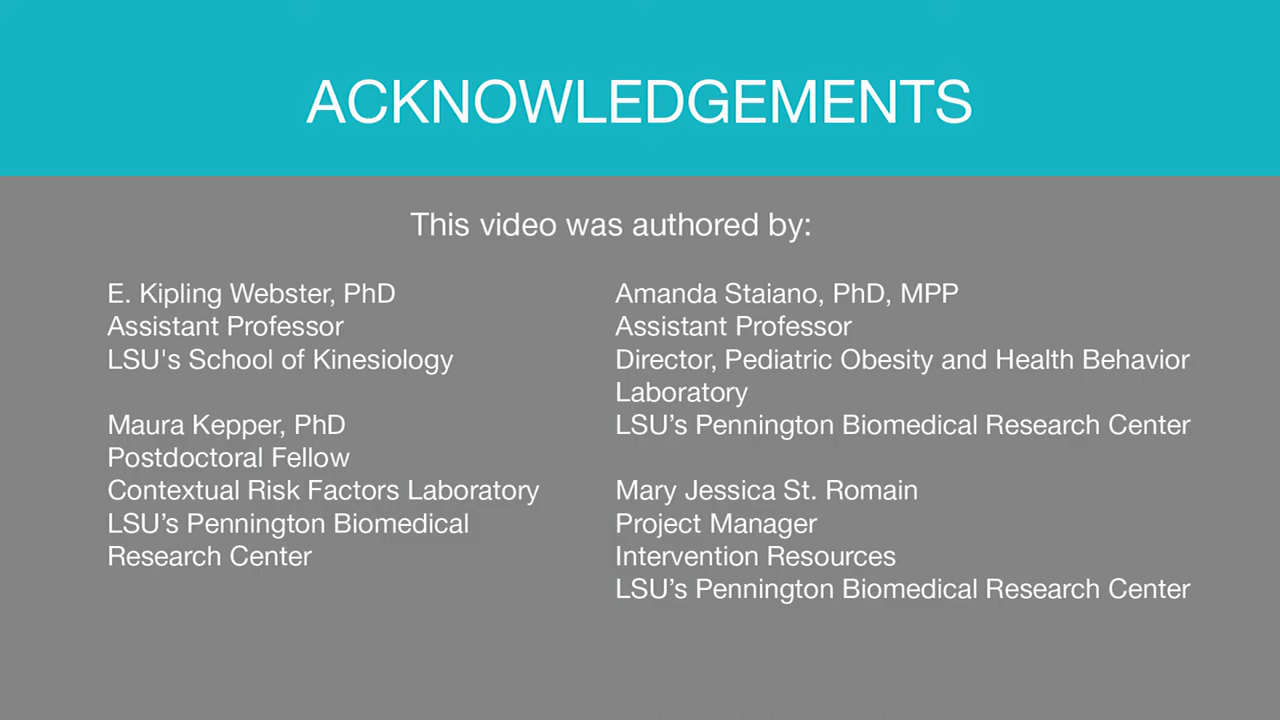 ACKNOWLEDGEMENTS
This video was authored by:
E. Kipling Webster, PhD
Assistant Professor
LSU's School of Kinesiology
Maura Kepper, PhD
Postdoctoral Fellow
Contextual Risk Factors Laboratory
LSU’s Pennington Biomedical
Research Center
Amanda Staiano, PhD, MPP
Assistant Professor
Director, Pediatric Obesity and Health Behavior
Laboratory
LSU’s Pennington Biomedical Research Center
Mary Jessica St. Romain
Project Manager
Intervention Resources
LSU’s Pennington Biomedical Research Center